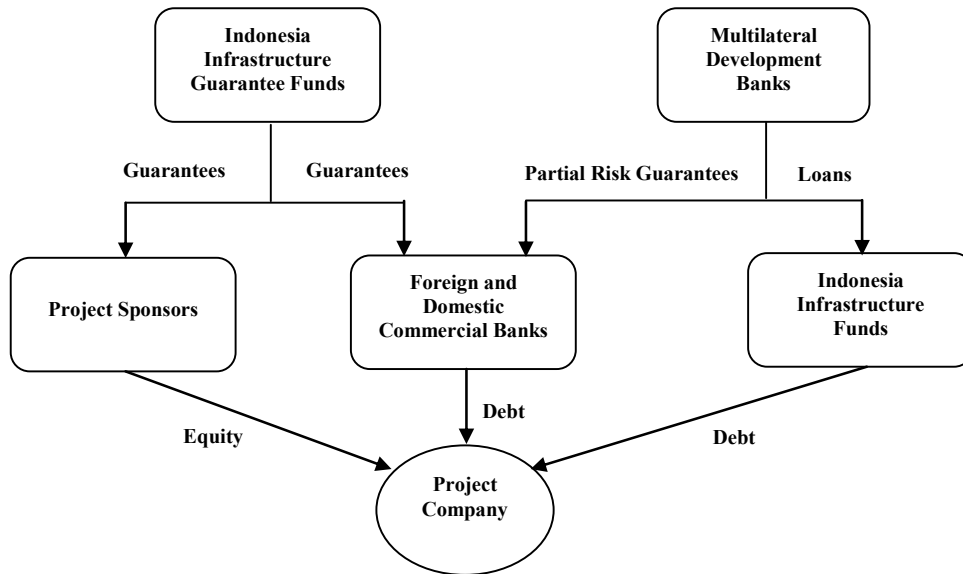 Indonesia
Infrastructure
Guarantee Funds
Multilateral
Development
Banks
Guarantees
Guarantees
Partial Risk Guarantees
Loans
Project Sponsors
Foreign and
Domestic
Commercial Banks
Indonesia
Infrastructure
Funds
Equity
Debt
Debt
Project
Company